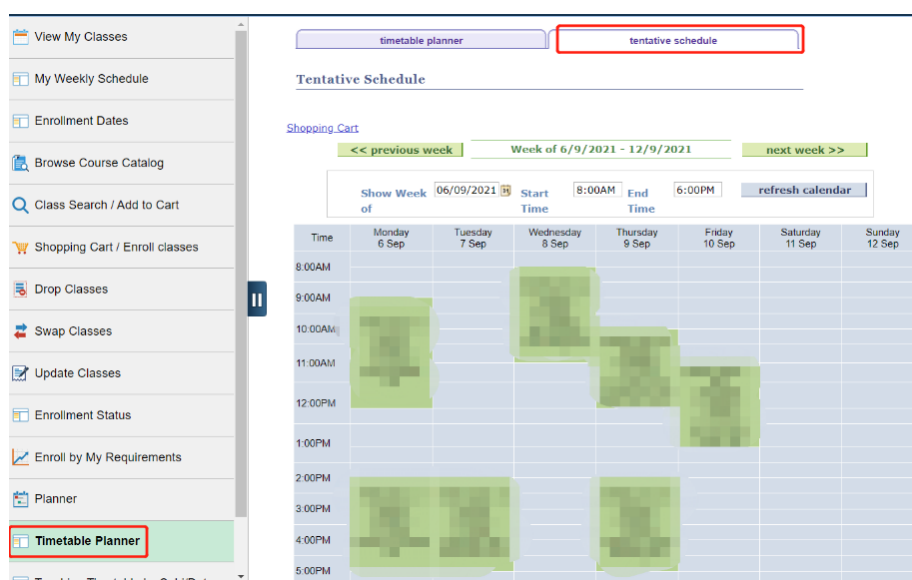 View My Classes
My Weekly Schedule
Enrollment Dates
Browse Course Catalog
Class Search / Add to Cart
Shopping Cart / Enroll classes
Drop Classes
Swap Classes
Update Classes
Enrollment Status
Enroll by My Requirements
Planner
Timetable Planner
timetable planner tentative schedule
Tentative Schedule
Shopping Cart
<< previous week Week of 6/9/2021 - 12/9/2021 next week >>
Show Week of 06/09/2021 Start Time 8:00AM End Time 6:00PM refresh calendar
Time Monday Tuesday Wednesday Thursday Friday Saturday Sunday
6 Sep 7 Sep 8 Sep 9 Sep 10 Sep 11 Sep 12 Sep
8:00AM
9:00AM
10:00AM
11:00AM
12:00PM
1:00PM
2:00PM
3:00PM
4:00PM
5:00PM